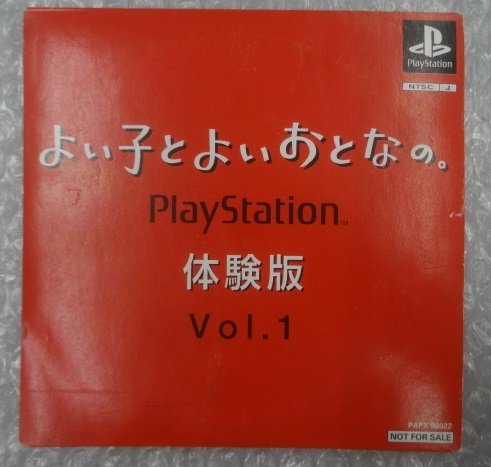 PlayStation
NTSC J
よい子とよいおとなの。
PlayStation™
体験版
Vol.1
PAPX 90022
NOT FOR SALE